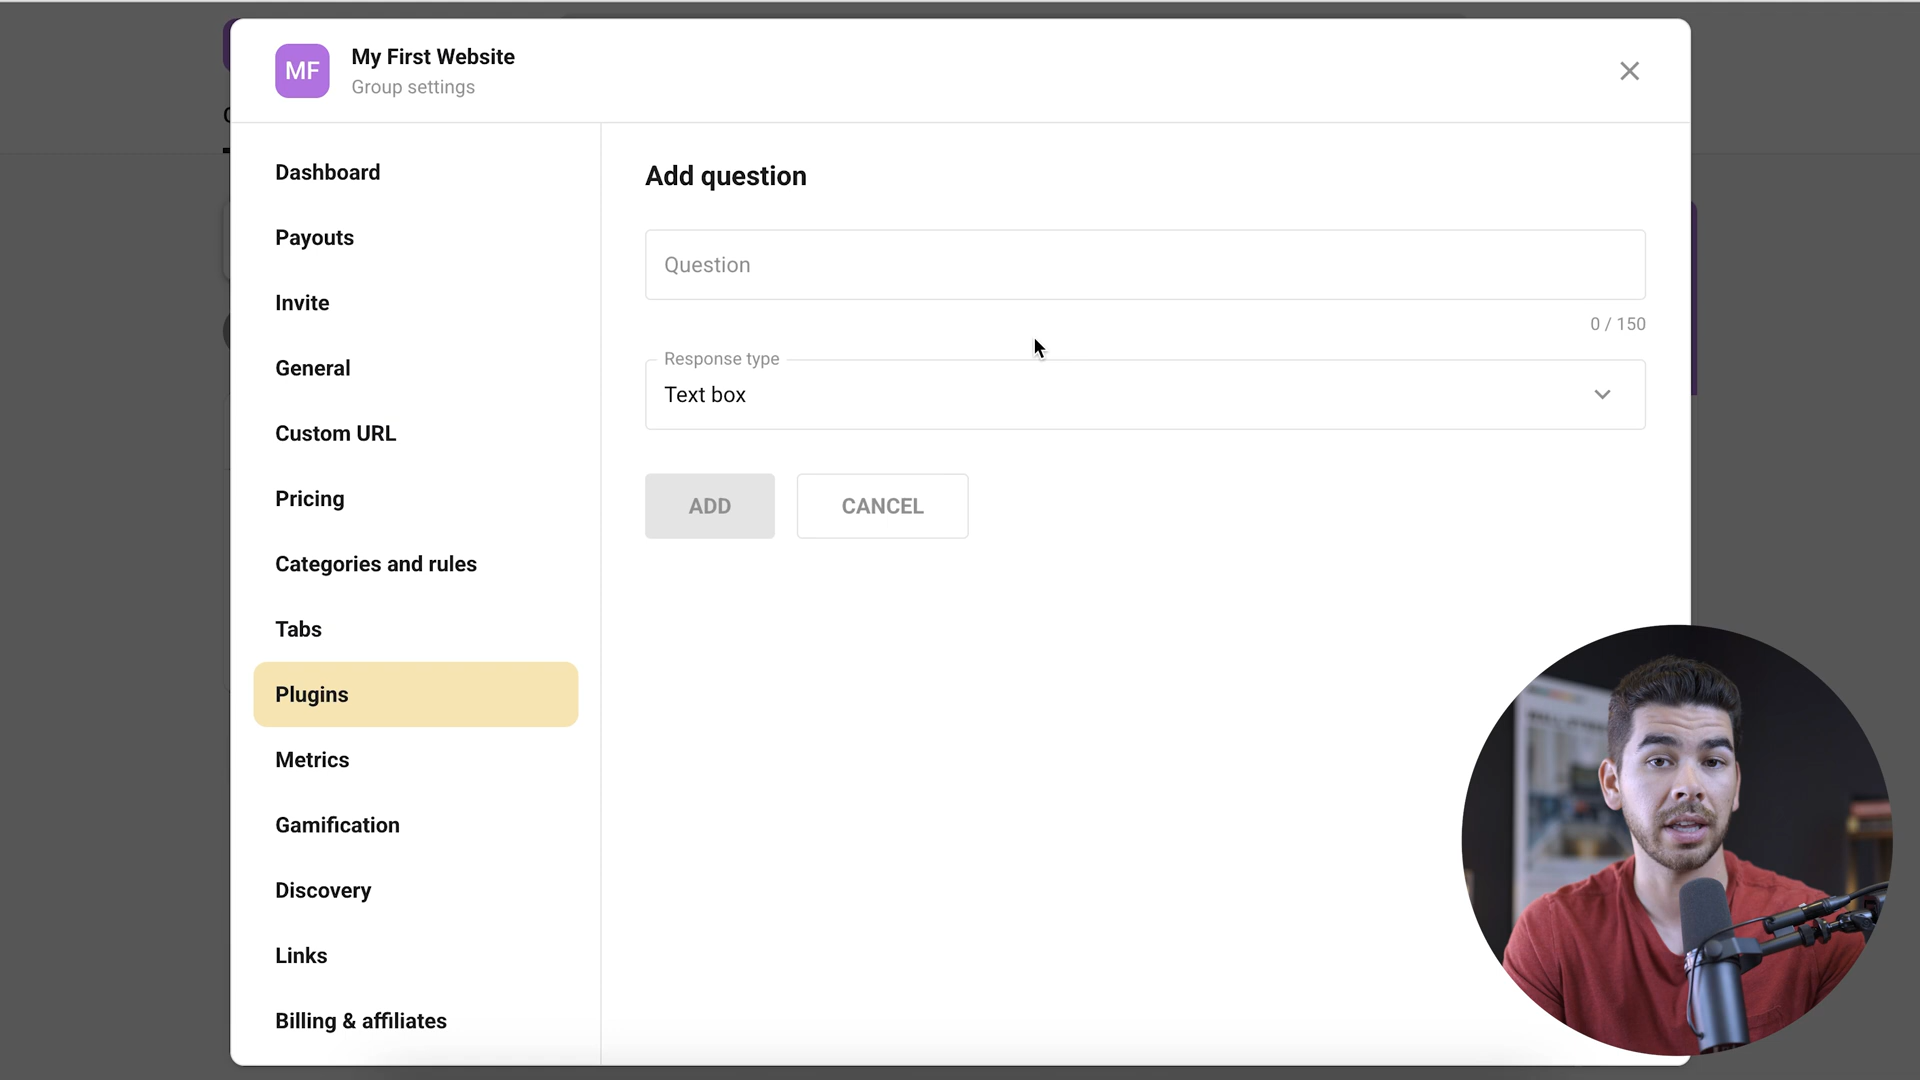 MF
My First Website
Group settings
Dashboard
Payouts
Invite
General
Custom URL
Pricing
Categories and rules
Tabs
Plugins
Metrics
Gamification
Discovery
Links
Billing & affiliates
Add question
Question
0 / 150
Response type
Text box
ADD
CANCEL